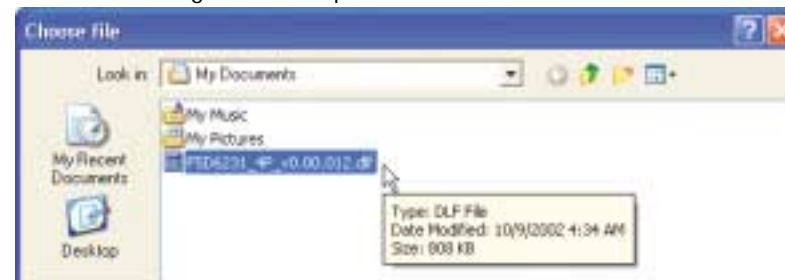 Choose file
Look in: My Documents
My Music
My Pictures
My Recent
Documents
Desktop
Type: DLF File
Date Modified: 10/9/2002 4:34 AM
Size: 808 KB